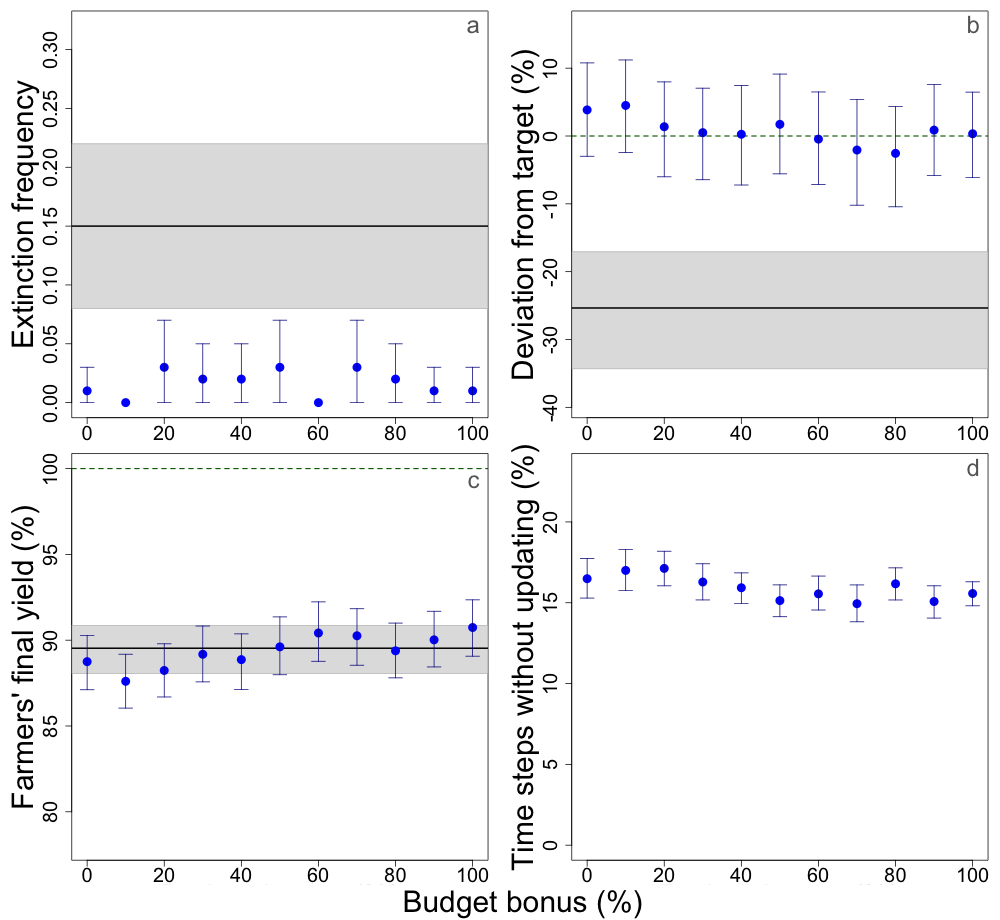 a
Extinction frequency
0.00 0.05 0.10 0.15 0.20 0.25 0.30
0 20 40 60 80 100
b
Deviation from target (%)
-40 -30 -20 -10 0 10
0 20 40 60 80 100
c
Farmers' final yield (%)
80 85 90 95 100
0 20 40 60 80 100
d
Time steps without updating (%)
0 5 10 15 20
0 20 40 60 80 100
Budget bonus (%)